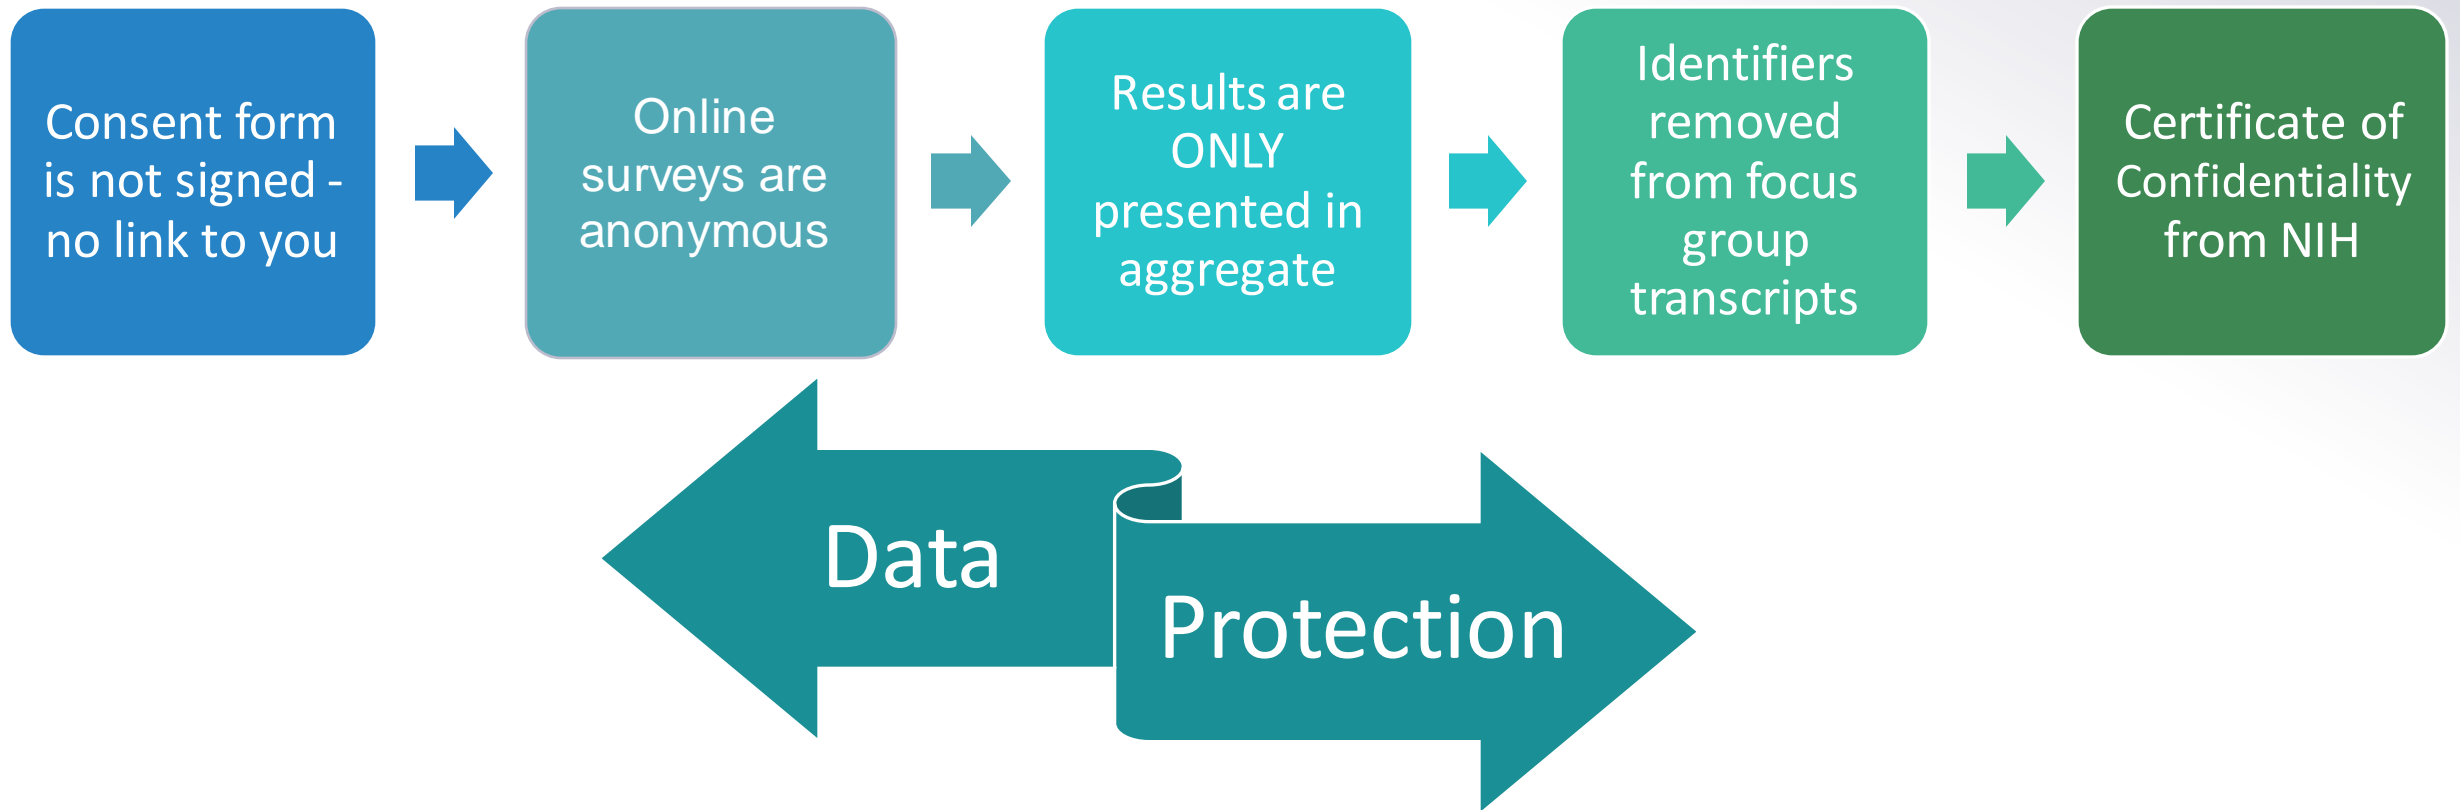 Consent form
is not signed -
no link to you
Online
surveys are
anonymous
Results are
ONLY
presented in
aggregate
Identifiers
removed
from focus
group
transcripts
Certificate of
Confidentiality
from NIH
Data
Protection